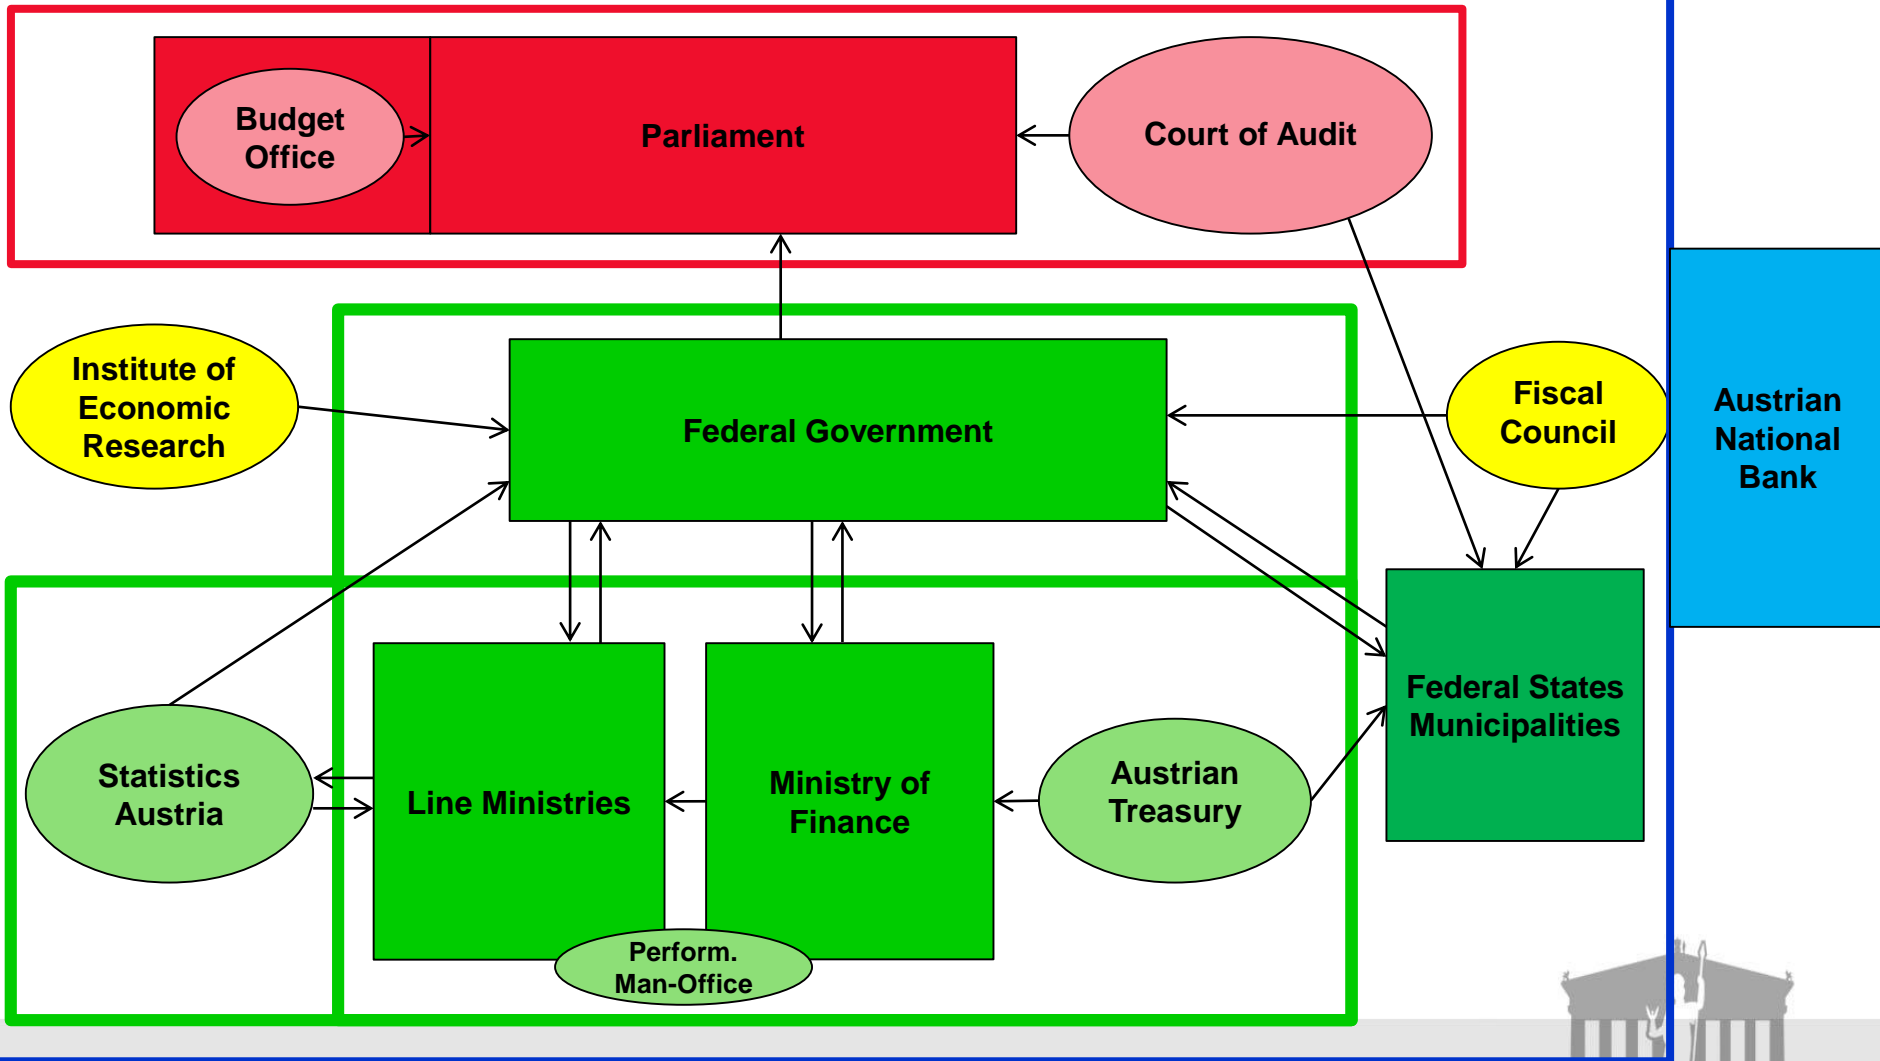 Budget
Office
Parliament
Court of Audit
Institute of
Economic
Research
Federal Government
Fiscal
Council
Austrian
National
Bank
Statistics
Austria
Line Ministries
Ministry of
Finance
Austrian
Treasury
Federal States
Municipalities
Perform.
Man-Office